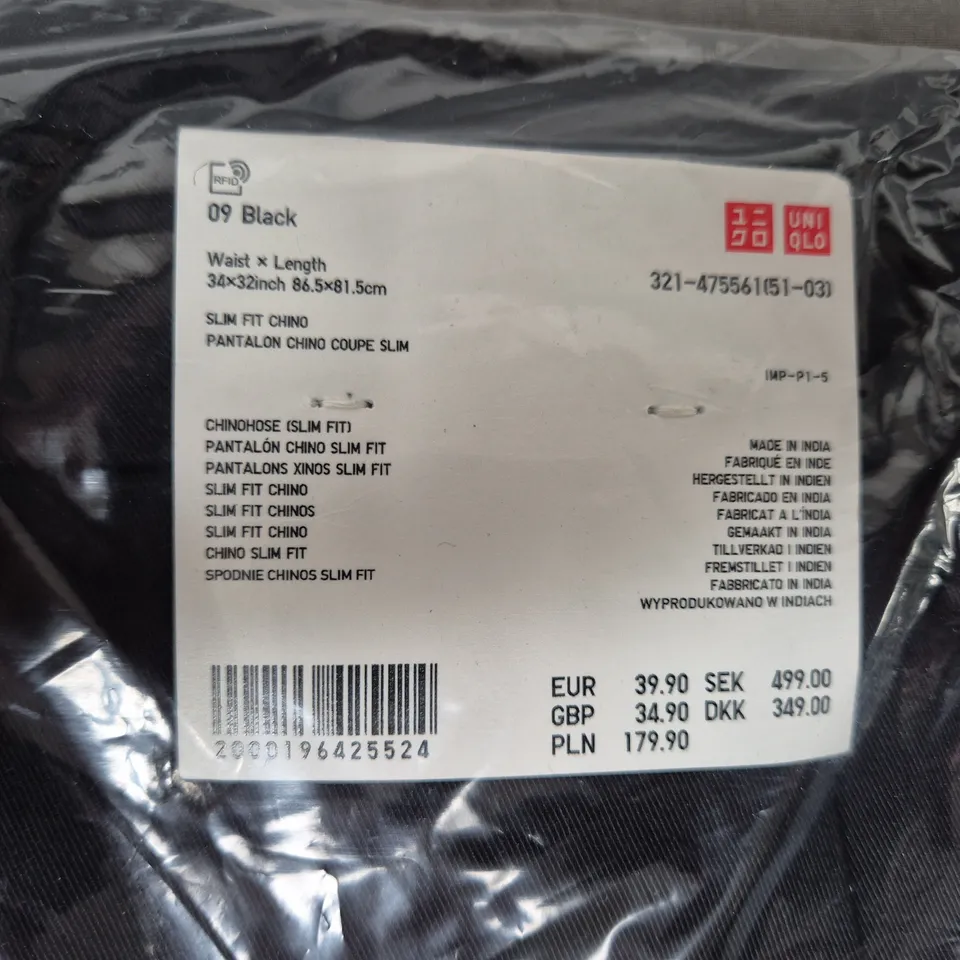 RFID
09 Black
ユニ
クロ
UNI
QLO
Waist × Length
34×32inch 86.5×81.5cm
321-475561(51-03)
SLIM FIT CHINO
PANTALON CHINO COUPE SLIM
IMP-P1-5
CHINOHOSE (SLIM FIT)
PANTALÓN CHINO SLIM FIT
PANTALONS XINOS SLIM FIT
SLIM FIT CHINO
SLIM FIT CHINOS
SLIM FIT CHINO
CHINO SLIM FIT
SPODNIE CHINOS SLIM FIT
MADE IN INDIA
FABRIQUÉ EN INDE
HERGESTELLT IN INDIEN
FABRICADO EN INDIA
FABRICAT A L'ÍNDIA
GEMAAKT IN INDIA
TILLVERKAD I INDIEN
FREMSTILLET I INDIEN
FABBRICATO IN INDIA
WYPRODUKOWANO W INDIACH
2000196425524
EUR 39.90 SEK 499.00
GBP 34.90 DKK 349.00
PLN 179.90